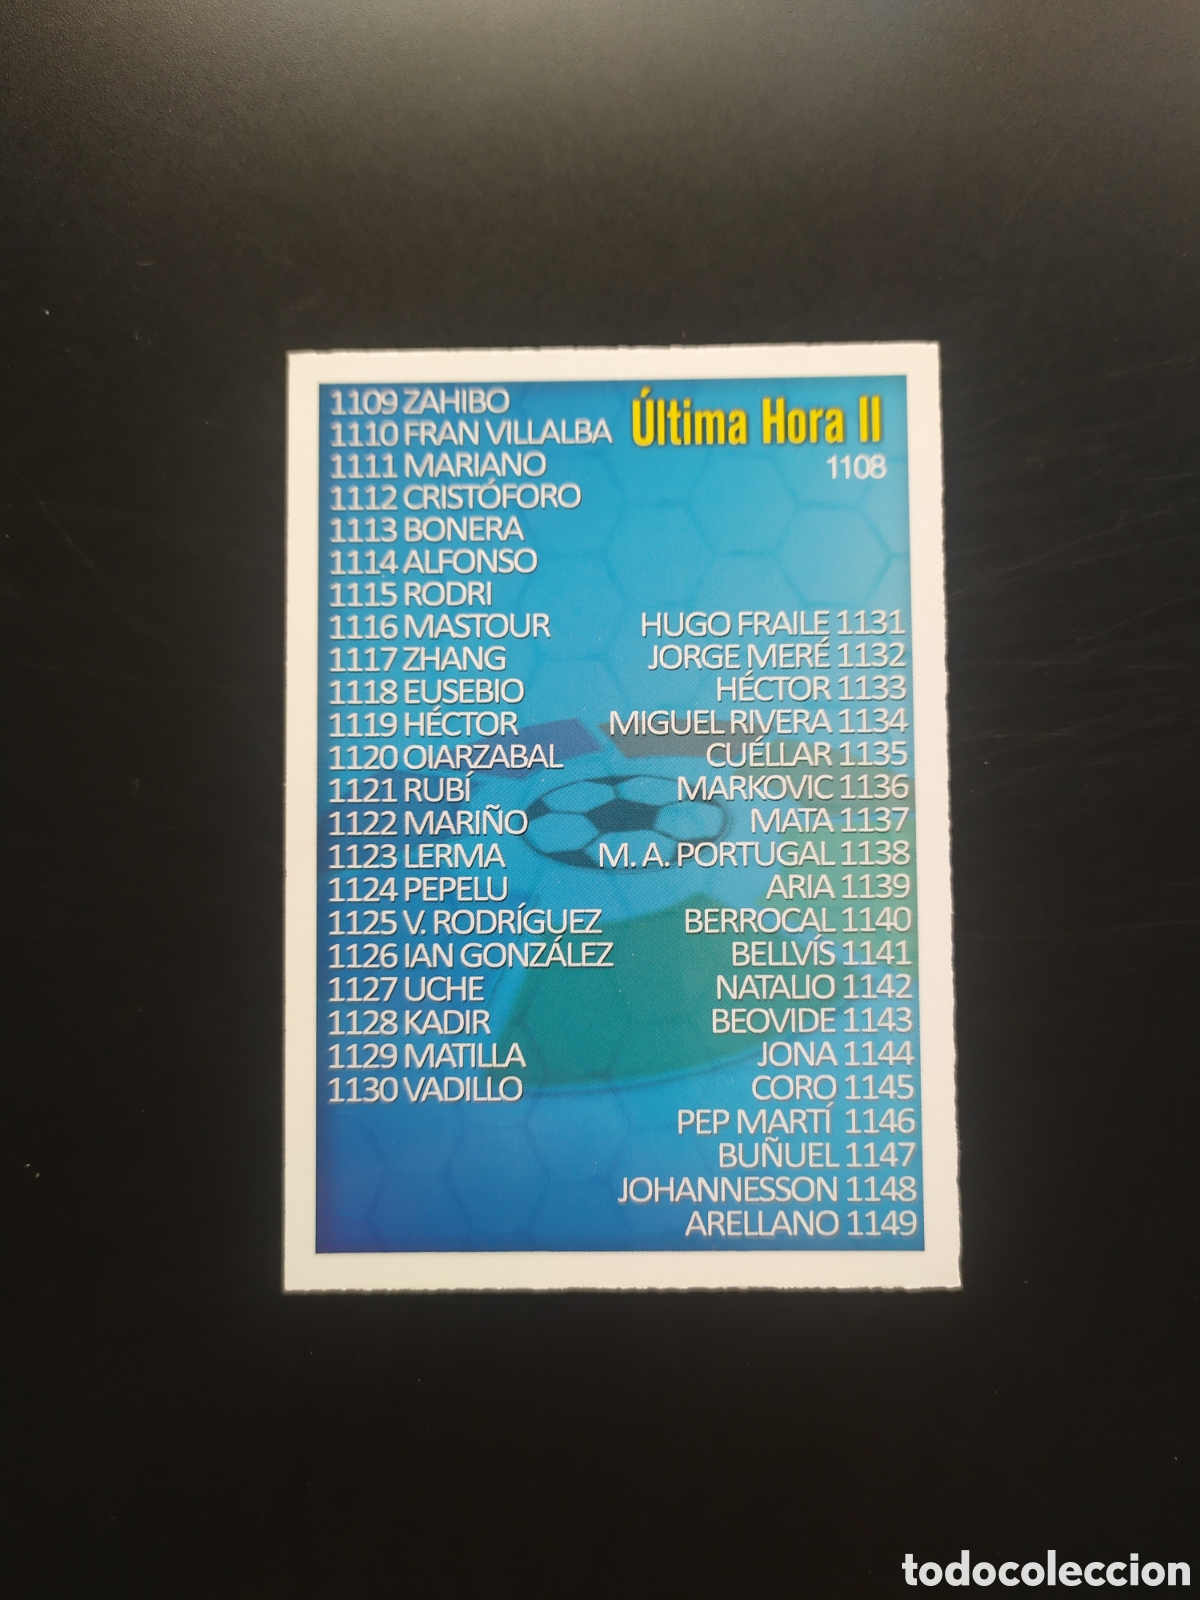 Última Hora II
1108
1109 ZAHIBO
1110 FRAN VILLALBA
1111 MARIANO
1112 CRISTÓFORO
1113 BONERA
1114 ALFONSO
1115 RODRI
1116 MASTOUR
1117 ZHANG
1118 EUSEBIO
1119 HÉCTOR
1120 OIARZABAL
1121 RUBÍ
1122 MARIÑO
1123 LERMA
1124 PEPELU
1125 V. RODRÍGUEZ
1126 IAN GONZÁLEZ
1127 UCHE
1128 KADIR
1129 MATILLA
1130 VADILLO
HUGO FRAILE 1131
JORGE MERÉ 1132
HÉCTOR 1133
MIGUEL RIVERA 1134
CUÉLLAR 1135
MARKOVIC 1136
MATA 1137
M. A. PORTUGAL 1138
ARIA 1139
BERROCAL 1140
BELLVÍS 1141
NATALIO 1142
BEOVIDE 1143
JONA 1144
CORO 1145
PEP MARTÍ 1146
BUÑUEL 1147
JOHANNESSON 1148
ARELLANO 1149
todocoleccion